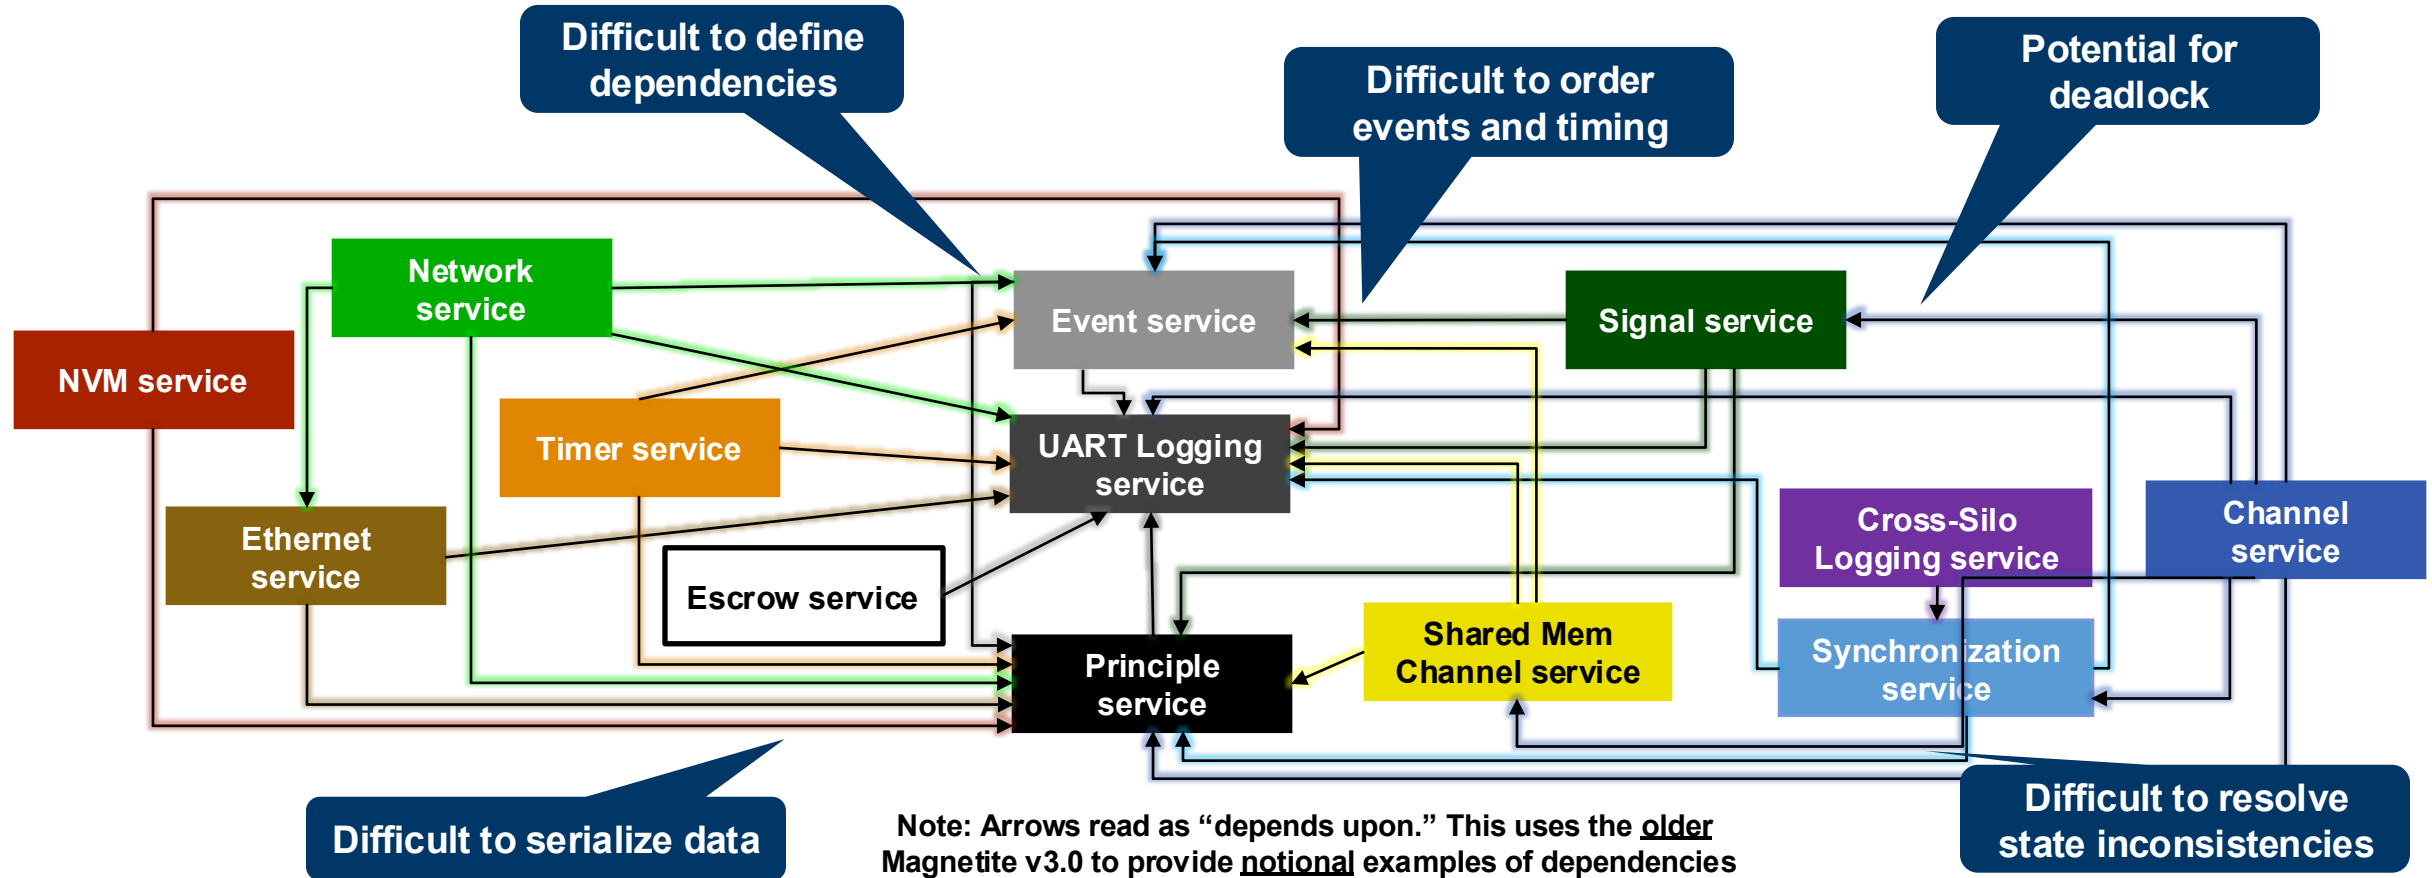 Difficult to define
dependencies
Difficult to order
events and timing
Potential for
deadlock
Network
service
Event service
Signal service
NVM service
Timer service
UART Logging
service
Ethernet
service
Escrow service
Cross-Silo
Logging service
Channel
service
Principle
service
Shared Mem
Channel service
Synchronization
service
Difficult to serialize data
Note: Arrows read as “depends upon.” This uses the older
Magnetite v3.0 to provide notional examples of dependencies
Difficult to resolve
state inconsistencies